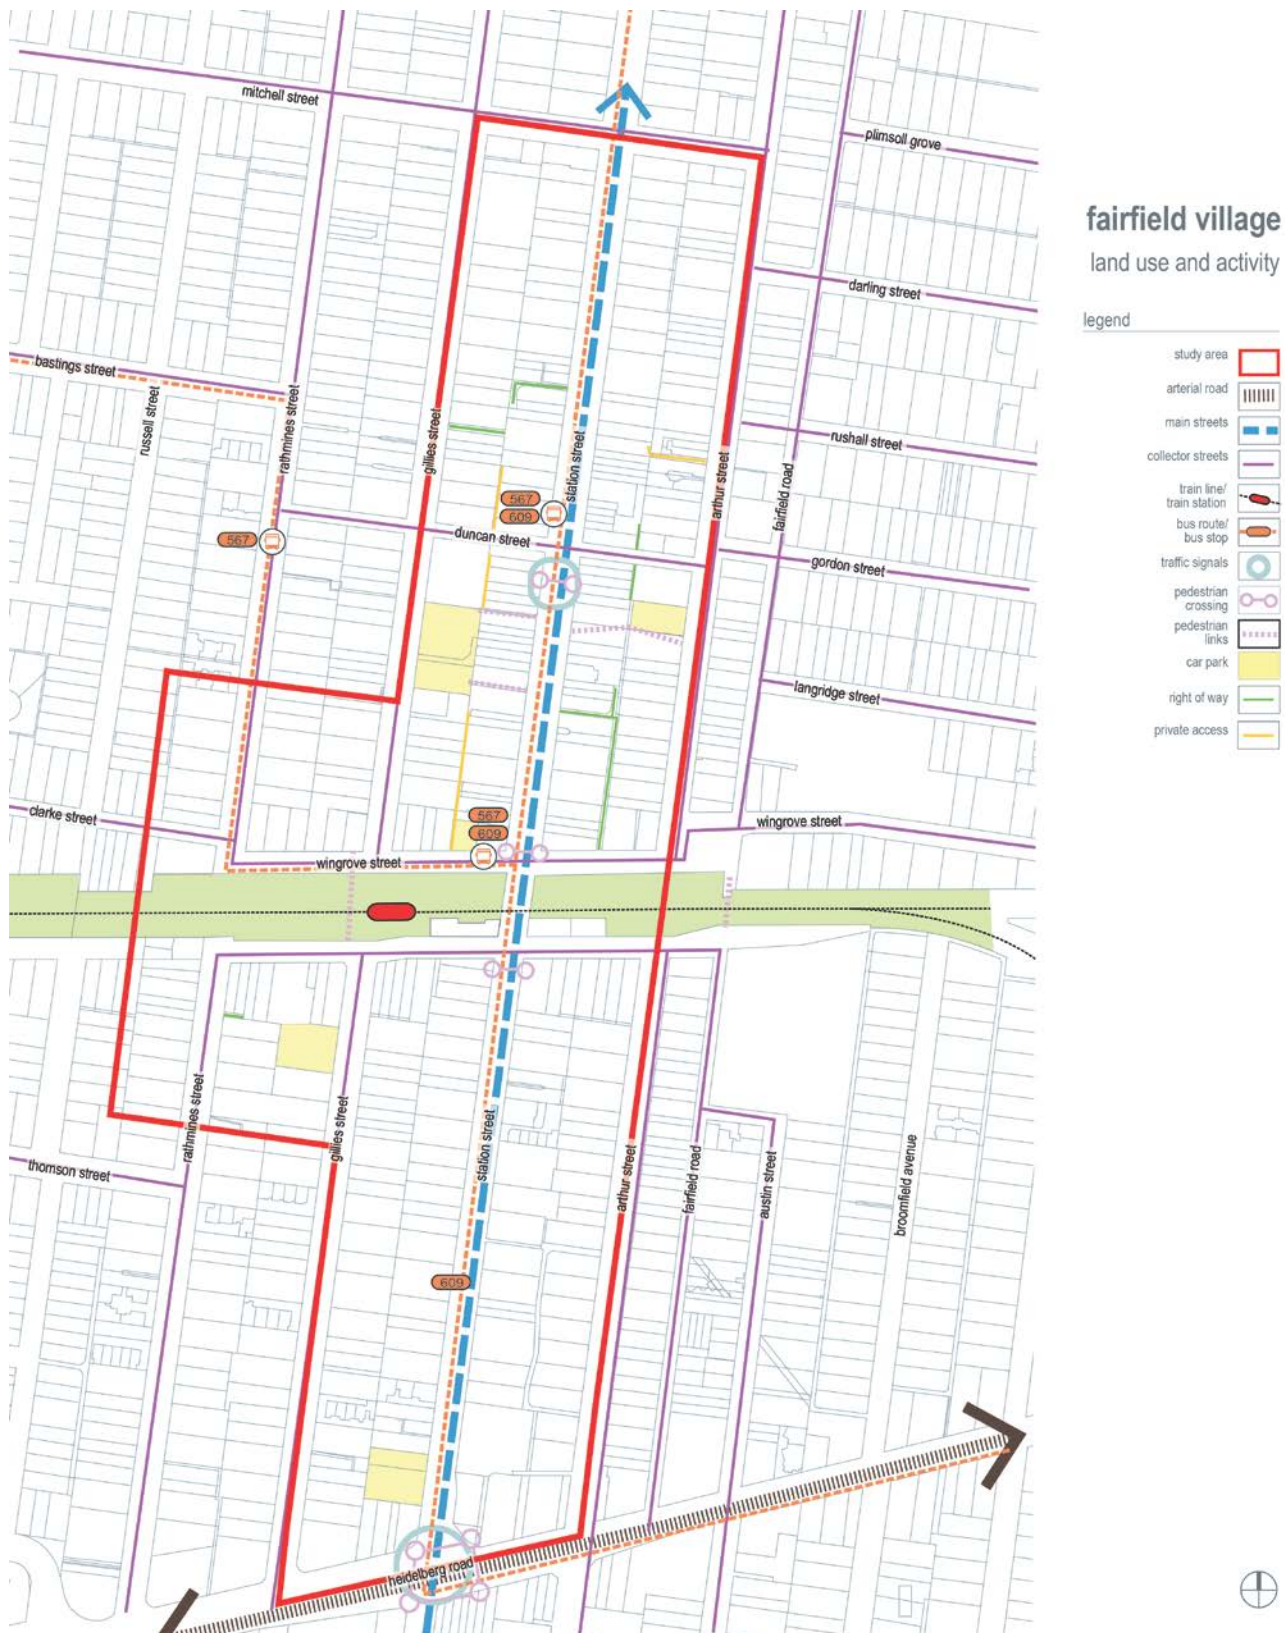 mitchell street
plimsoll grove
fairfield village
land use and activity
darling street
legend
study area
bastings street
arterial road
russell street
rathmines street
gillies street
station street
main streets
rushall street
arthur street
fairfield road
collector streets
567
609
train line/
train station
567
duncan street
bus route/
bus stop
gordon street
traffic signals
pedestrian
crossing
pedestrian
links
car park
langridge street
right of way
private access
clarke street
567
609
wingrove street
wingrove street
rathmines street
gillies street
station street
arthur street
fairfield road
austin street
broomfield avenue
thomson street
609
heidelberg road